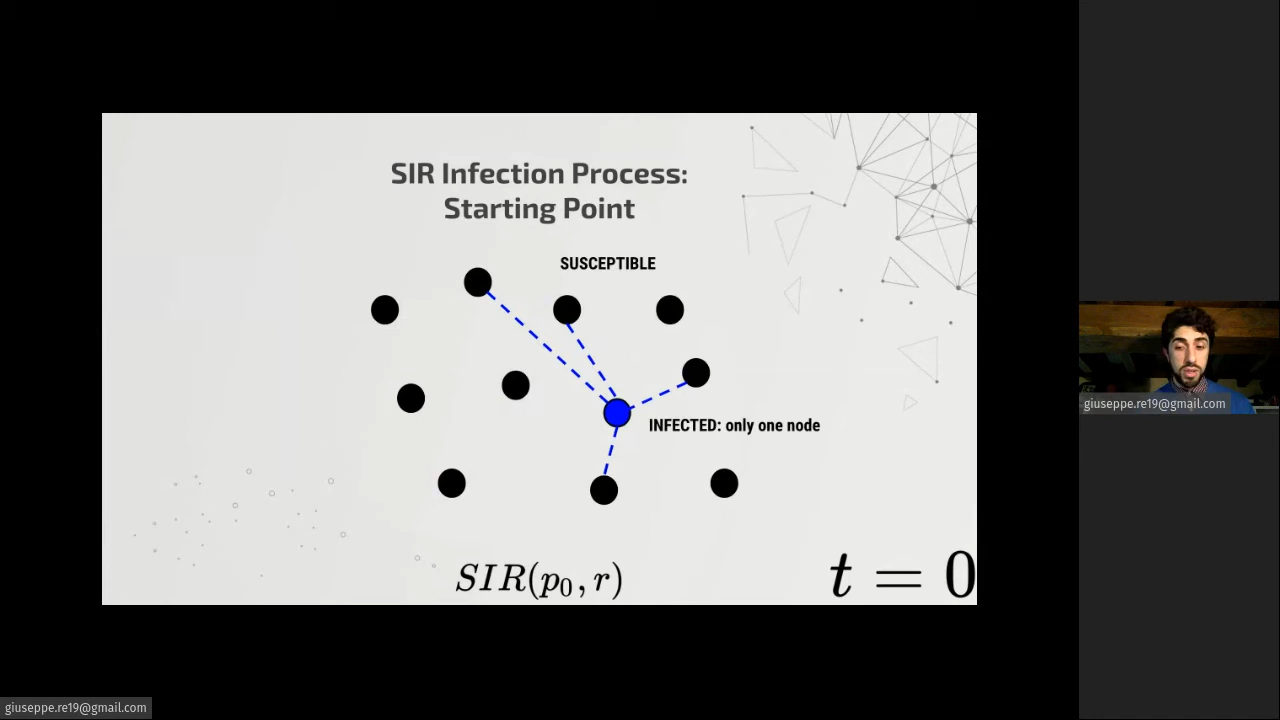 SIR Infection Process:
Starting Point
SUSCEPTIBLE
INFECTED: only one node
SIR(p₀, r)
t = 0
giuseppe.re19@gmail.com
giuseppe.re19@gmail.com